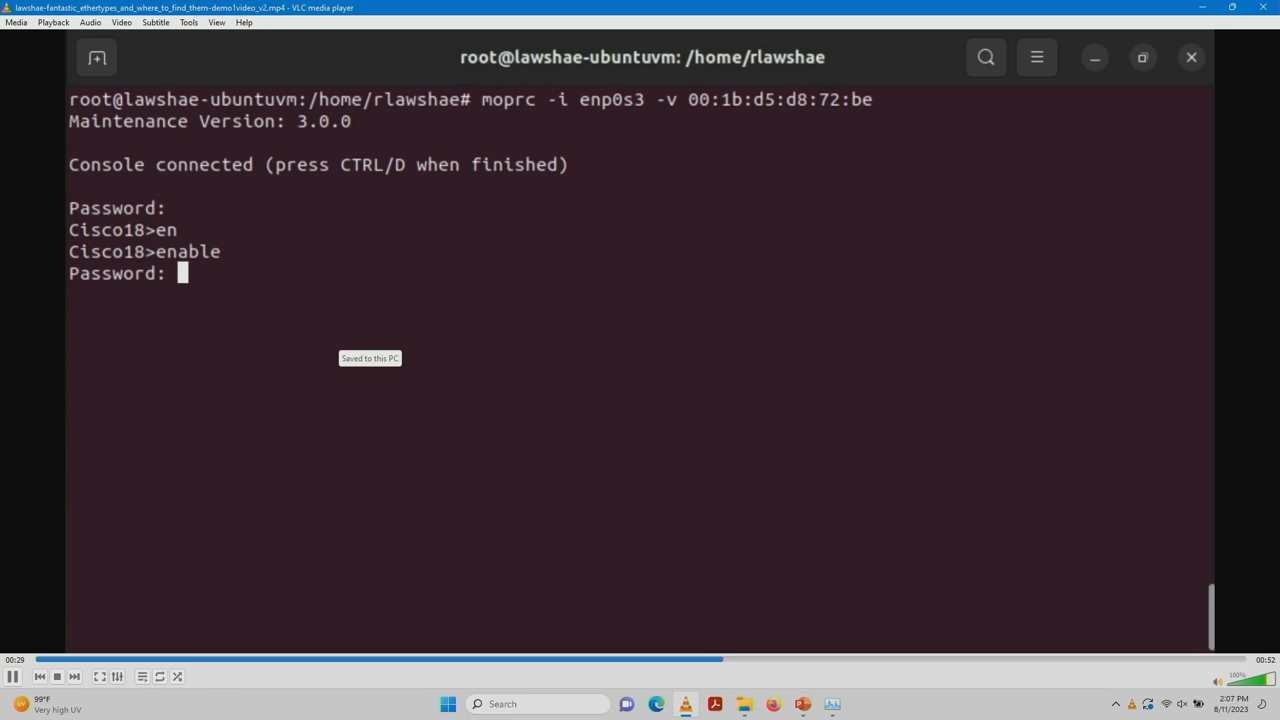 lawshae-fantastic_ethertypes_and_where_to_find_them-demo1video_v2.mp4 - VLC media player
Media Playback Audio Video Subtitle Tools View Help
root@lawshae-ubuntuvm: /home/rlawshae
root@lawshae-ubuntuvm:/home/rlawshae# moprc -i enp0s3 -v 00:1b:d5:d8:72:be
Maintenance Version: 3.0.0
Console connected (press CTRL/D when finished)
Password:
Cisco18>en
Cisco18>enable
Password:
Saved to this PC
00:29
00:52
100%
UV
99°F
Very high UV
Search
2:07 PM
8/11/2023